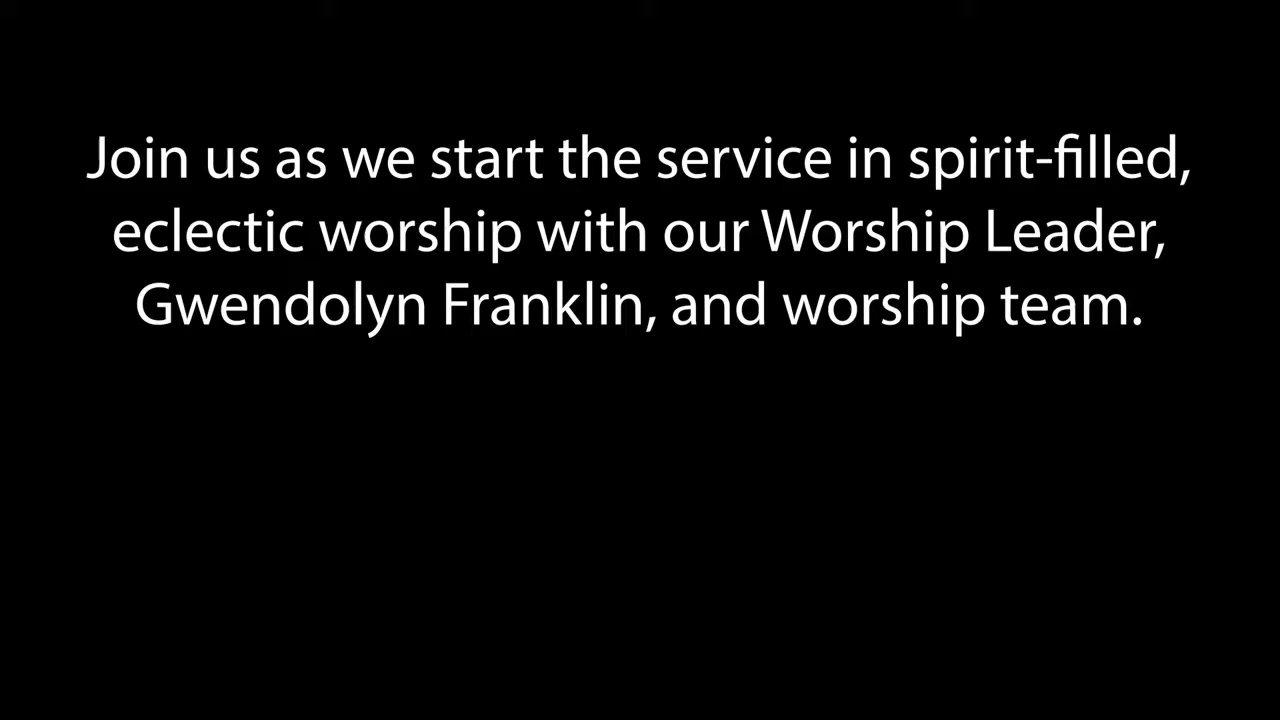 Join us as we start the service in spirit-filled,
eclectic worship with our Worship Leader,
Gwendolyn Franklin, and worship team.